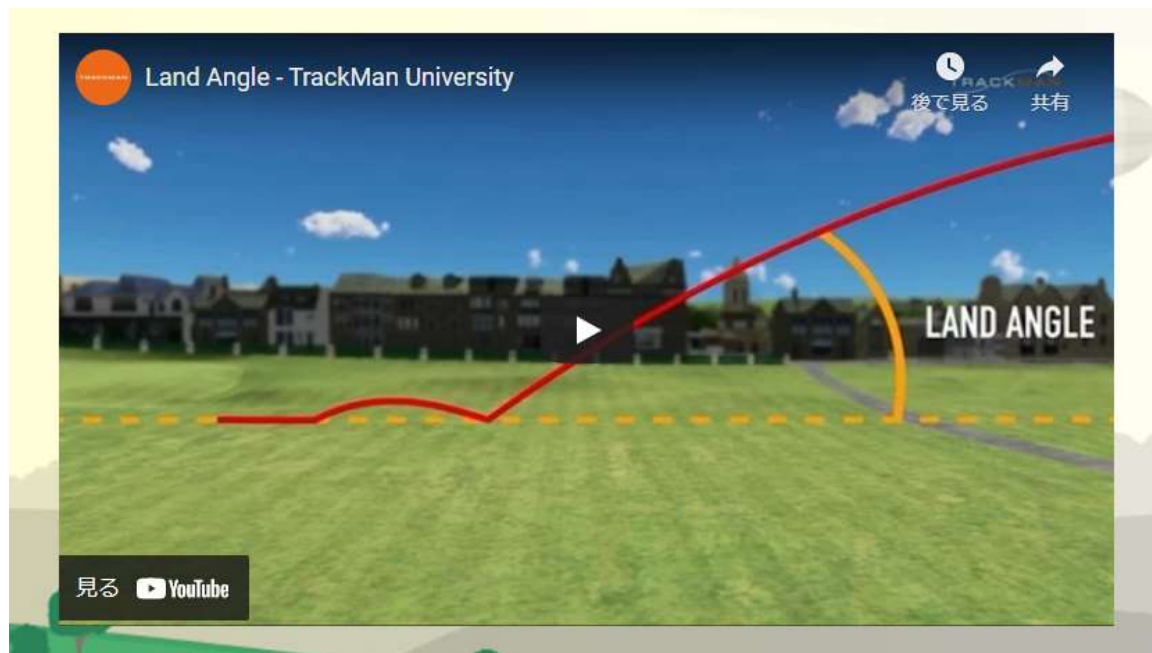 Land Angle - TrackMan University
後で見る
共有
LAND ANGLE
見る YouTube